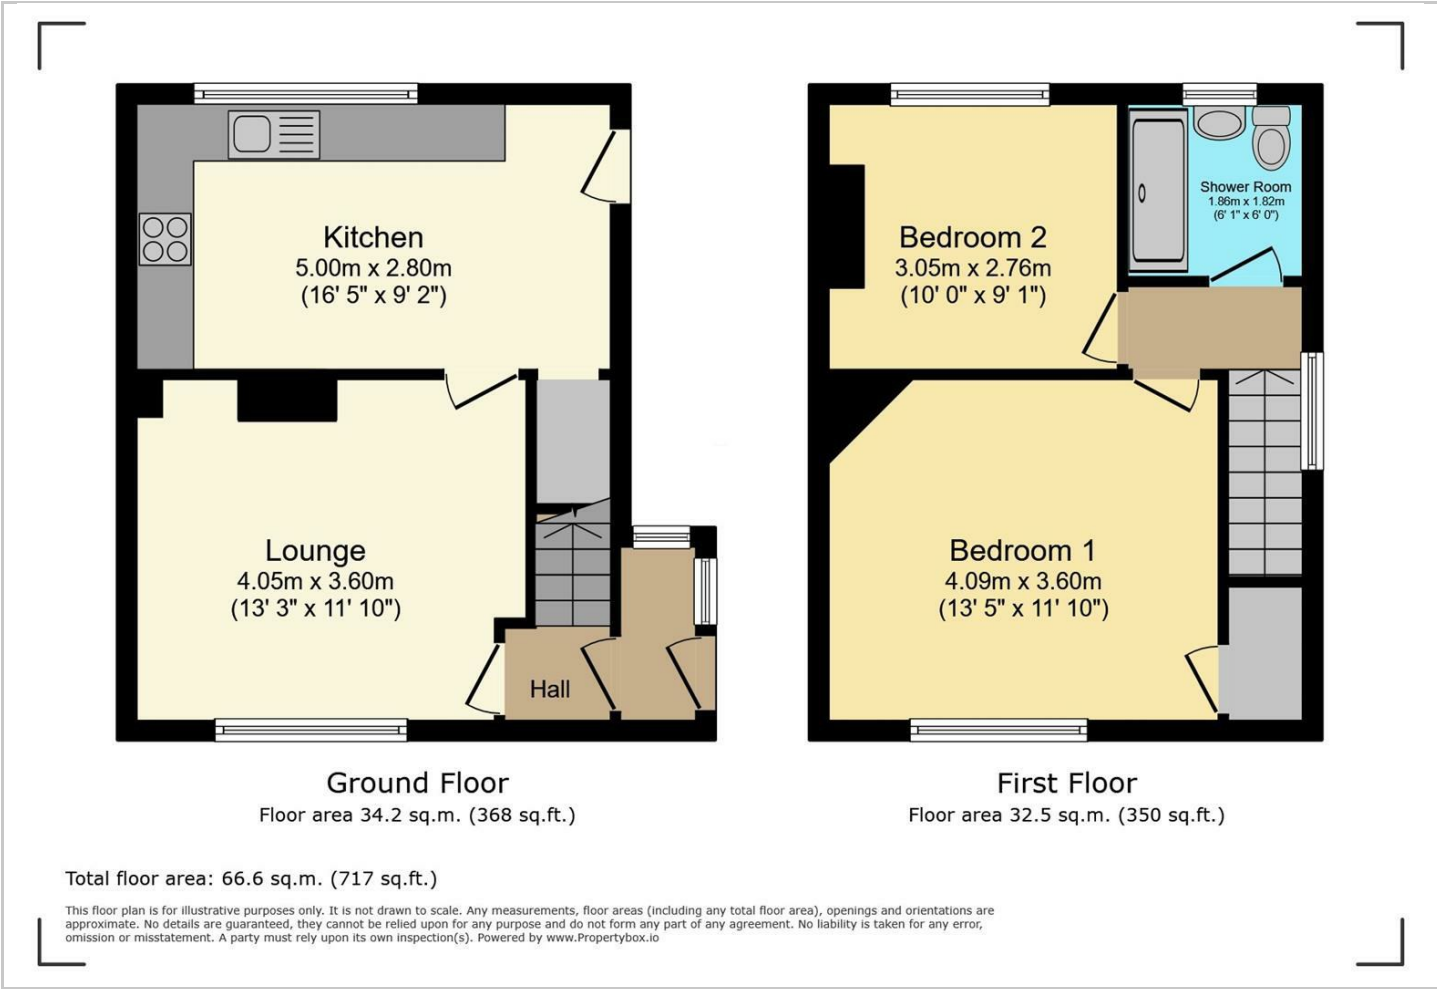 Kitchen
5.00m x 2.80m
(16' 5" x 9' 2")
Lounge
4.05m x 3.60m
(13' 3" x 11' 10")
Hall
Ground Floor
Floor area 34.2 sq.m. (368 sq.ft.)
Bedroom 2
3.05m x 2.76m
(10' 0" x 9' 1")
Shower Room
1.86m x 1.82m
(6' 1" x 6' 0")
Bedroom 1
4.09m x 3.60m
(13' 5" x 11' 10")
First Floor
Floor area 32.5 sq.m. (350 sq.ft.)
Total floor area: 66.6 sq.m. (717 sq.ft.)
This floor plan is for illustrative purposes only. It is not drawn to scale. Any measurements, floor areas (including any total floor area), openings and orientations are
approximate. No details are guaranteed, they cannot be relied upon for any purpose and do not form any part of any agreement. No liability is taken for any error,
omission or misstatement. A party must rely upon its own inspection(s). Powered by www.Propertybox.io